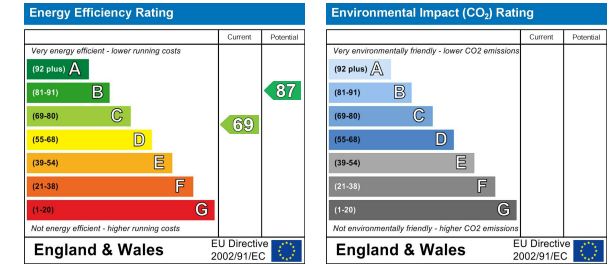 Energy Efficiency Rating
Current Potential
Very energy efficient - lower running costs
(92 plus) A
(81-91) B
87
(69-80) C
69
(55-68) D
(39-54) E
(21-38) F
(1-20) G
Not energy efficient - higher running costs
England & Wales
EU Directive
2002/91/EC
Environmental Impact (CO2) Rating
Current Potential
Very environmentally friendly - lower CO2 emissions
(92 plus) A
(81-91) B
(69-80) C
(55-68) D
(39-54) E
(21-38) F
(1-20) G
Not environmentally friendly - higher CO2 emissions
England & Wales
EU Directive
2002/91/EC